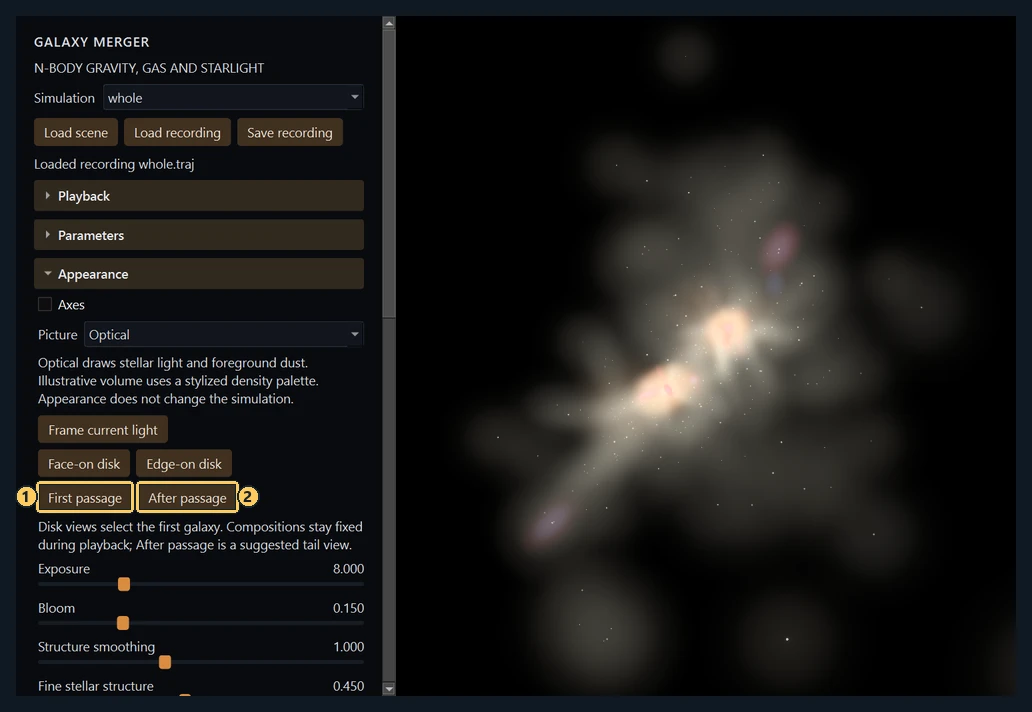 GALAXY MERGER
N-BODY GRAVITY, GAS AND STARLIGHT
Simulation whole
Load scene Load recording Save recording
Loaded recording whole.traj
Playback
Parameters
Appearance
Axes
Picture Optical
Optical draws stellar light and foreground dust.
Illustrative volume uses a stylized density palette.
Appearance does not change the simulation.
Frame current light
Face-on disk Edge-on disk
1 First passage After passage 2
Disk views select the first galaxy. Compositions stay fixed
during playback; After passage is a suggested tail view.
Exposure 8.000
Bloom 0.150
Structure smoothing 1.000
Fine stellar structure 0.450